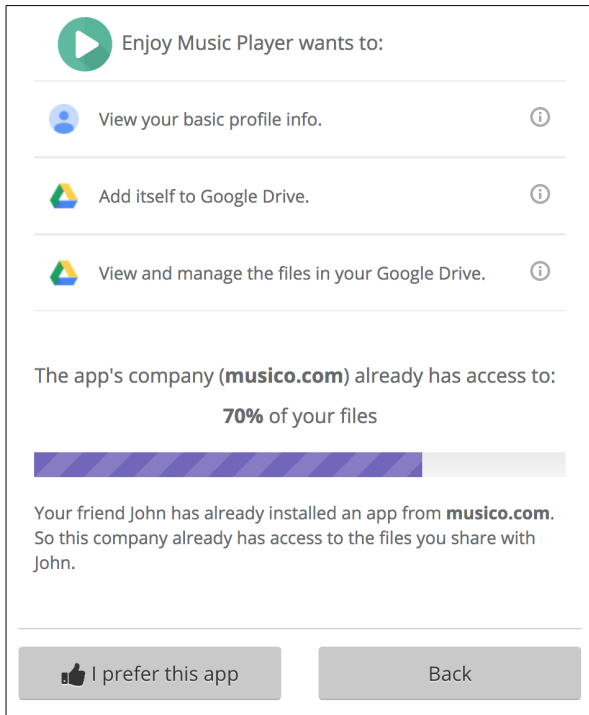 Enjoy Music Player wants to:
View your basic profile info.
Add itself to Google Drive.
View and manage the files in your Google Drive.
The app's company (musico.com) already has access to:
70% of your files
Your friend John has already installed an app from musico.com.
So this company already has access to the files you share with
John.
I prefer this app
Back